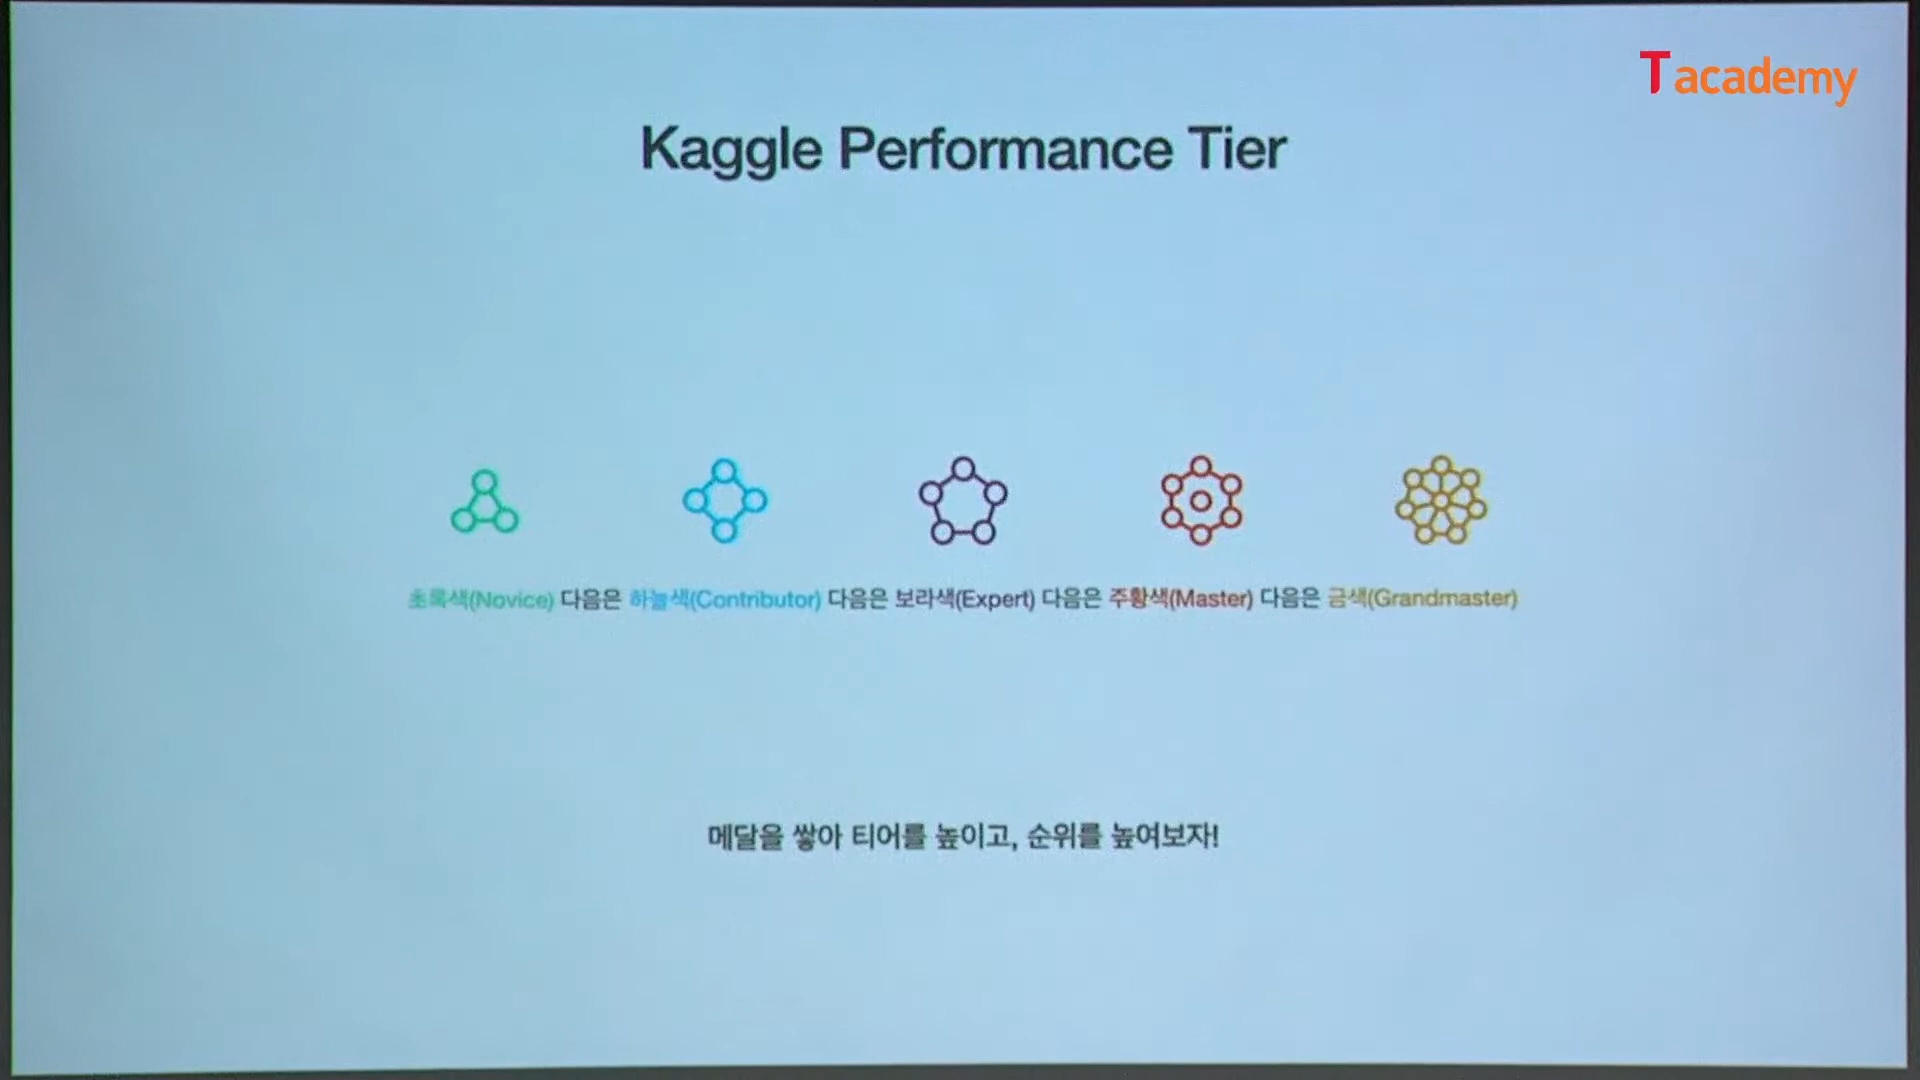 T academy
Kaggle Performance Tier
초록색(Novice) 다음은 하늘색(Contributor) 다음은 보라색(Expert) 다음은 주황색(Master) 다음은 금색(Grandmaster)
메달을 쌓아 티어를 높이고, 순위를 높여보자!